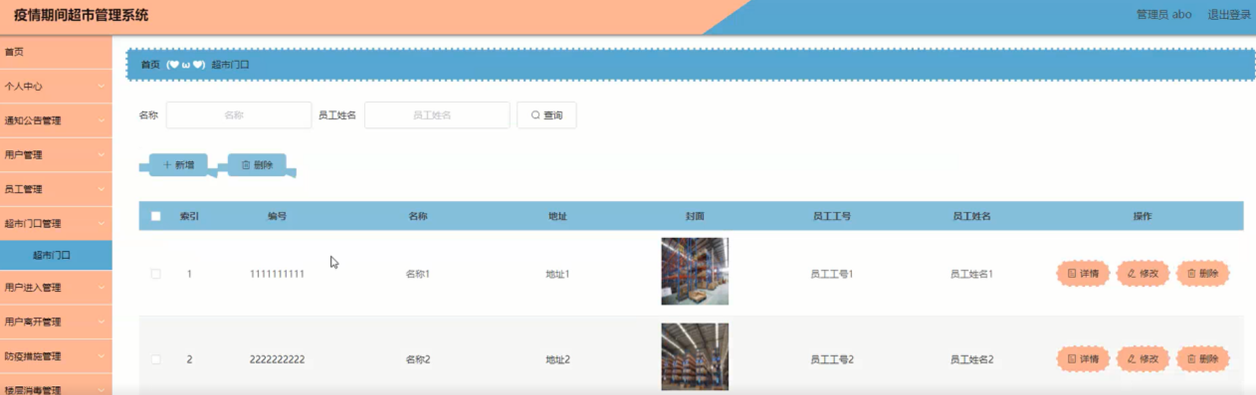 疫情期间超市管理系统
管理员 abo 退出登录
首页
个人中心
通知公告管理
用户管理
员工管理
超市门口管理
超市门口
用户进入管理
用户离开管理
防疫措施管理
楼层消毒管理
首页 (♥ω♥) 超市门口
名称 名称 员工姓名 员工姓名 查询
新增 删除
索引 编号 名称 地址 封面 员工工号 员工姓名 操作
1 1111111111 名称1 地址1 员工工号1 员工姓名1 详情 修改 删除
2 2222222222 名称2 地址2 员工工号2 员工姓名2 详情 修改 删除